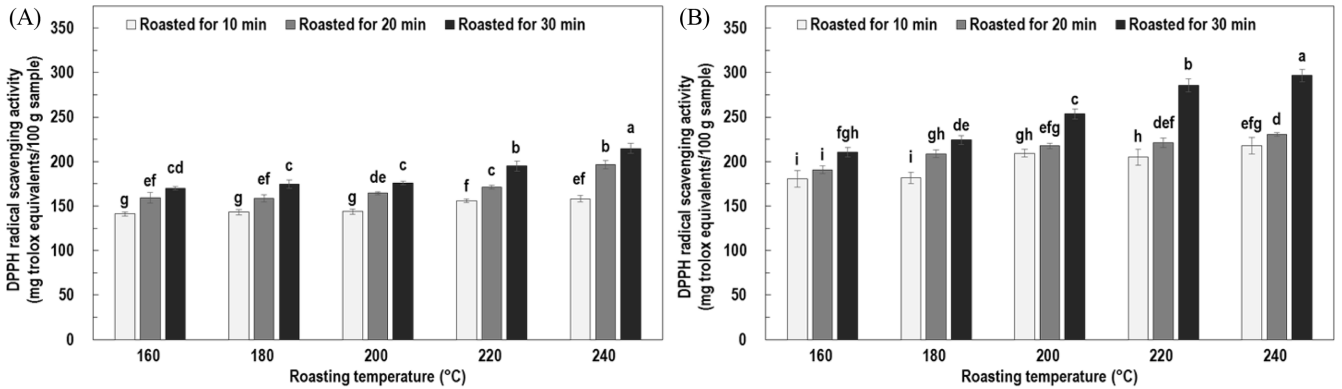 (A)
DPPH radical scavenging activity
(mg trolox equivalents/100 g sample)
350
300
250
200
150
100
50
0
Roasted for 10 min Roasted for 20 min Roasted for 30 min
g ef cd g ef c g de c f c b ef b a
160 180 200 220 240
Roasting temperature (°C)
(B)
DPPH radical scavenging activity
(mg trolox equivalents/100 g sample)
350
300
250
200
150
100
50
0
Roasted for 10 min Roasted for 20 min Roasted for 30 min
i i fgh i gh de gh efg c h def b efg d a
160 180 200 220 240
Roasting temperature (°C)